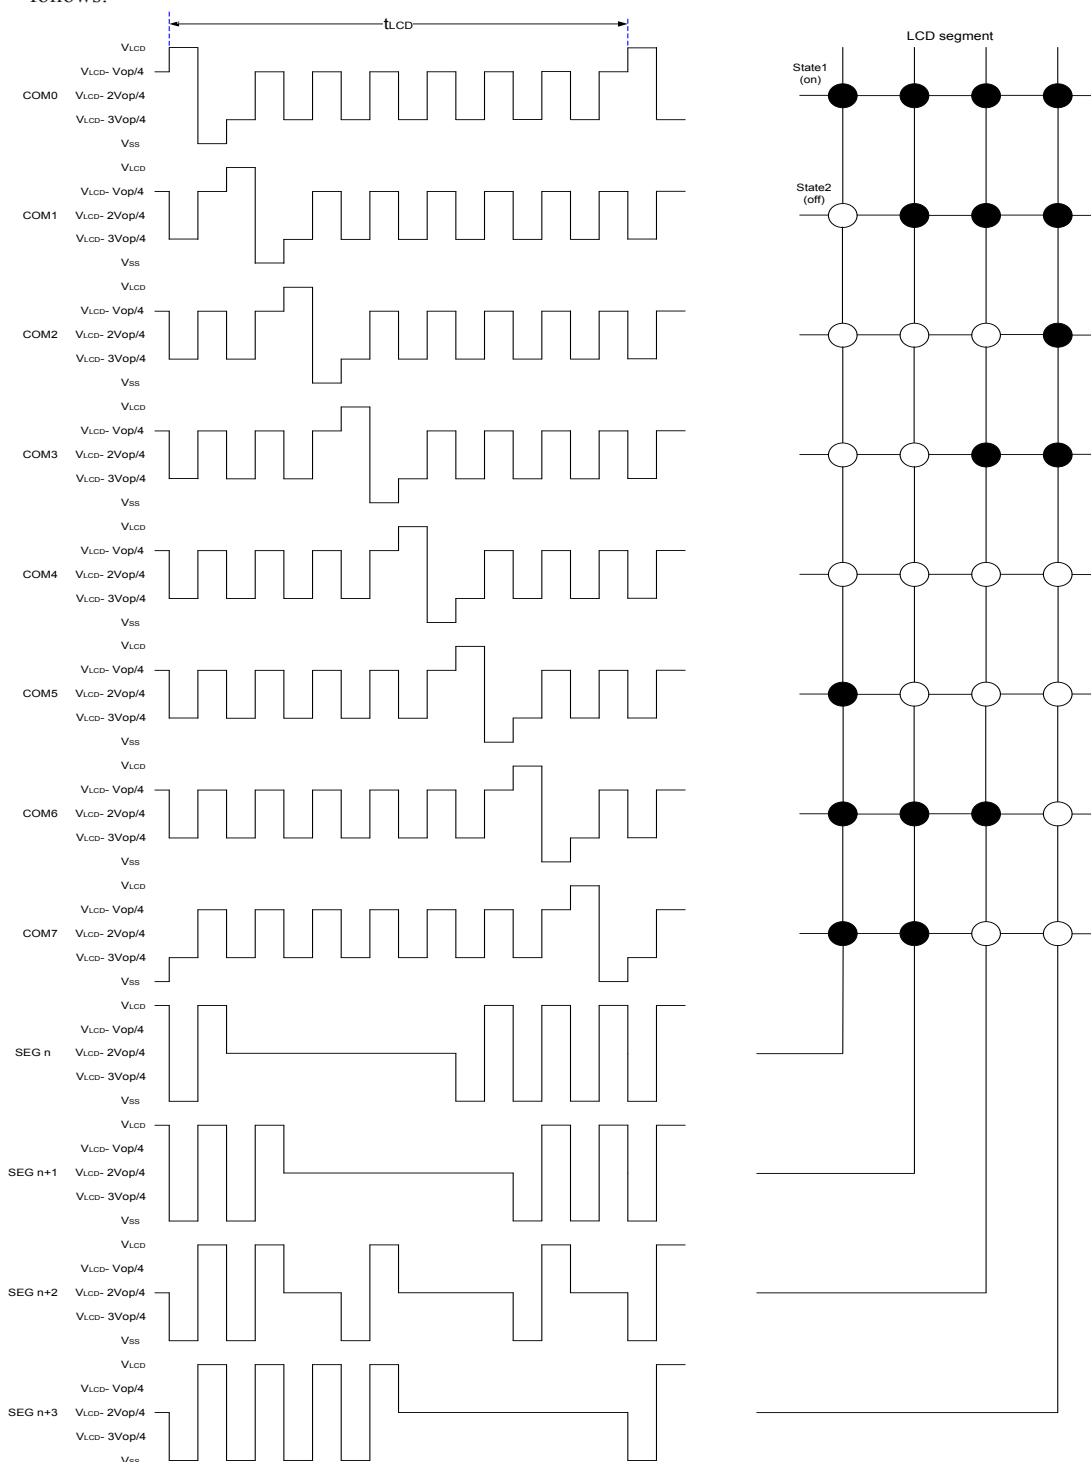 follows:
tLCD
LCD segment
State1
(on)
State2
(off)
VLCD
VLCD- Vop/4
COM0 VLCD- 2Vop/4
VLCD- 3Vop/4
Vss
VLCD
VLCD- Vop/4
COM1 VLCD- 2Vop/4
VLCD- 3Vop/4
Vss
VLCD
VLCD- Vop/4
COM2 VLCD- 2Vop/4
VLCD- 3Vop/4
Vss
VLCD
VLCD- Vop/4
COM3 VLCD- 2Vop/4
VLCD- 3Vop/4
Vss
VLCD
VLCD- Vop/4
COM4 VLCD- 2Vop/4
VLCD- 3Vop/4
Vss
VLCD
VLCD- Vop/4
COM5 VLCD- 2Vop/4
VLCD- 3Vop/4
Vss
VLCD
VLCD- Vop/4
COM6 VLCD- 2Vop/4
VLCD- 3Vop/4
Vss
VLCD
VLCD- Vop/4
COM7 VLCD- 2Vop/4
VLCD- 3Vop/4
Vss
VLCD
VLCD- Vop/4
SEG n VLCD- 2Vop/4
VLCD- 3Vop/4
Vss
VLCD
VLCD- Vop/4
SEG n+1 VLCD- 2Vop/4
VLCD- 3Vop/4
Vss
VLCD
VLCD- Vop/4
SEG n+2 VLCD- 2Vop/4
VLCD- 3Vop/4
Vss
VLCD
VLCD- Vop/4
SEG n+3 VLCD- 2Vop/4
VLCD- 3Vop/4
Vss